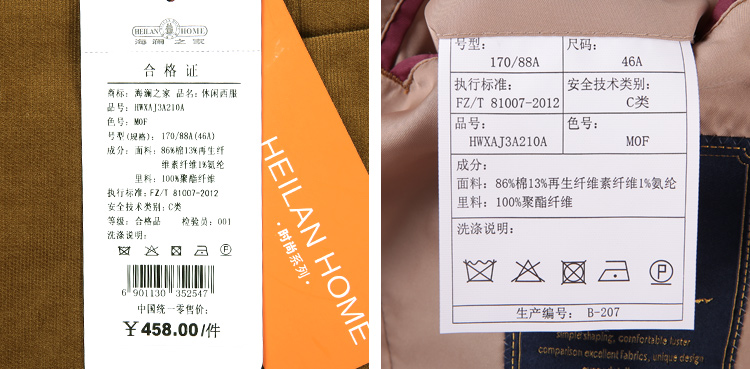 HEILAN HOME
海澜之家
合格证
商标:海澜之家 品名:休闲西服
品号: HWXAJ3A210A
色号: MOF
号型(规格): 170/88A(46A)
成分: 面料: 86%棉13%再生纤
维素纤维1%氨纶
里料: 100%聚酯纤维
执行标准:FZ/T 81007-2012
安全技术类别:C类
等级: 合格品 检验员:001
洗涤说明:
P
6 901130 352547
中国统一零售价:
¥458.00/件
HEILAN HOME
·时尚系列·
号型: 尺码:
170/88A 46A
执行标准: 安全技术类别:
FZ/T 81007-2012 C类
品号: 色号:
HWXAJ3A210A MOF
成分:
面料: 86%棉13%再生纤维素纤维1%氨纶
里料: 100%聚酯纤维
洗涤说明:
P
生产编号: B-207
simple shaping, comfortable luster
comparison excellent fabrics, unique design